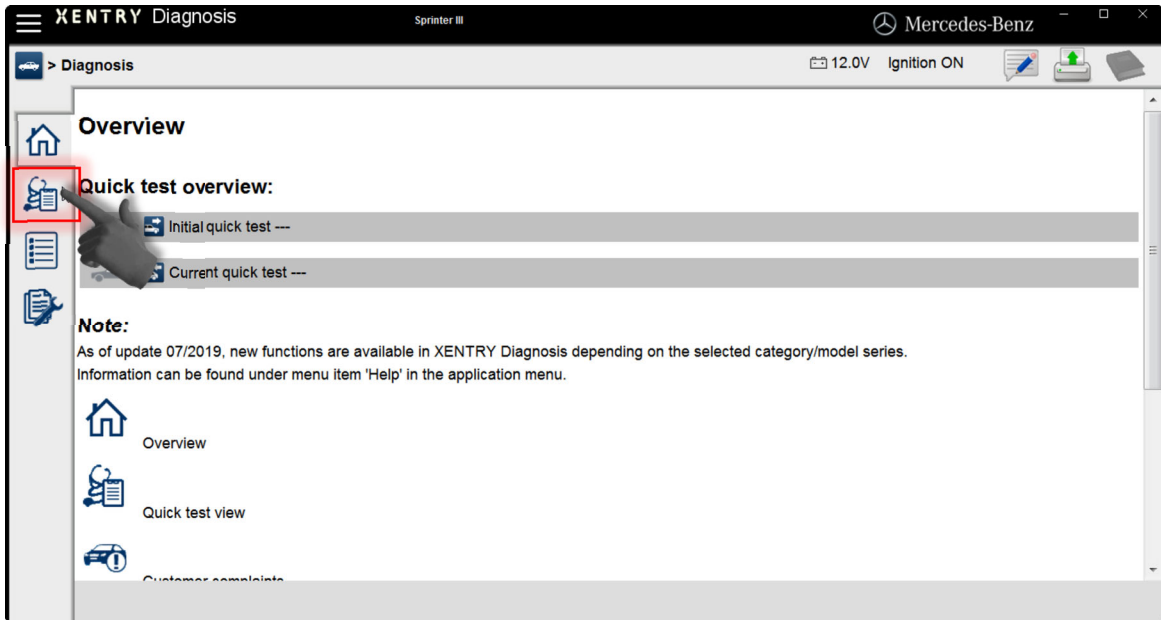 XENTRY Diagnosis
Sprinter III
Mercedes-Benz
> Diagnosis
12.0V
Ignition ON
Overview
Quick test overview:
Initial quick test ---
Current quick test ---
Note:
As of update 07/2019, new functions are available in XENTRY Diagnosis depending on the selected category/model series.
Information can be found under menu item 'Help' in the application menu.
Overview
Quick test view
Customer complaints